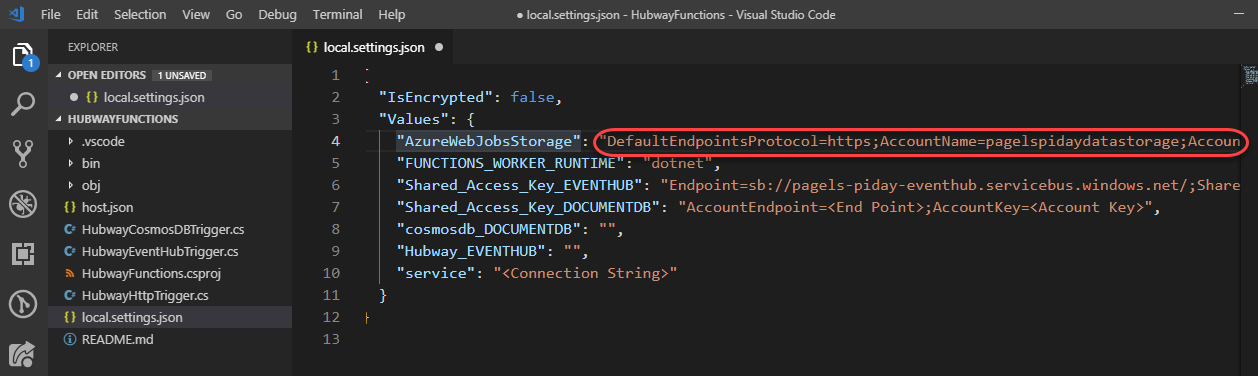 File Edit Selection View Go Debug Terminal Help ● local.settings.json - HubwayFunctions - Visual Studio Code
EXPLORER
OPEN EDITORS 1 UNSAVED
● {} local.settings.json
HUBWAYFUNCTIONS
.vscode
bin
obj
{} host.json
C# HubwayCosmosDBTrigger.cs
C# HubwayEventHubTrigger.cs
HubwayFunctions.csproj
C# HubwayHttpTrigger.cs
{} local.settings.json
README.md
1
{} local.settings.json ●
1 {
2 "IsEncrypted": false,
3 "Values": {
4 "AzureWebJobsStorage": "DefaultEndpointsProtocol=https;AccountName=pagelspidaydatastorage;Accoun
5 "FUNCTIONS_WORKER_RUNTIME": "dotnet",
6 "Shared_Access_Key_EVENTHUB": "Endpoint=sb://pagels-piday-eventhub.servicebus.windows.net/;Share
7 "Shared_Access_Key_DOCUMENTDB": "AccountEndpoint=<End Point>;AccountKey=<Account Key>",
8 "cosmosdb_DOCUMENTDB": "",
9 "Hubway_EVENTHUB": "",
10 "service": "<Connection String>"
11 }
12 }
13